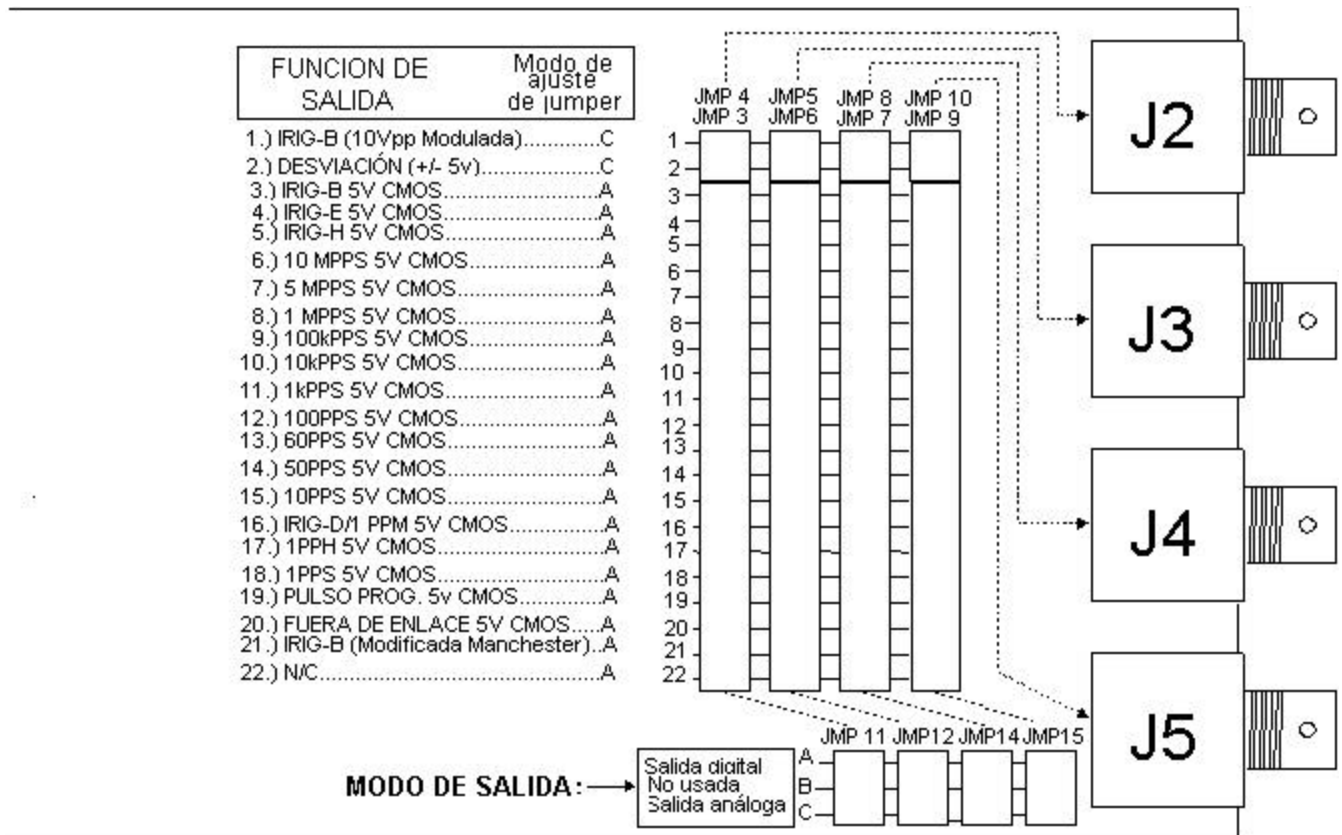 FUNCION DE SALIDA
Modo de ajuste de jumper
1.) IRIG-B (10Vpp Modulada).............C
2.) DESVIACIÓN (+/- 5v)..................C
3.) IRIG-B 5V CMOS.......................A
4.) IRIG-E 5V CMOS.......................A
5.) IRIG-H 5V CMOS.......................A
6.) 10 MPPS 5V CMOS...................A
7.) 5 MPPS 5V CMOS.....................A
8.) 1 MPPS 5V CMOS.....................A
9.) 100kPPS 5V CMOS...................A
10.) 10kPPS 5V CMOS....................A
11.) 1kPPS 5V CMOS......................A
12.) 100PPS 5V CMOS....................A
13.) 60PPS 5V CMOS......................A
14.) 50PPS 5V CMOS......................A
15.) 10PPS 5V CMOS......................A
16.) IRIG-D/1 PPM 5V CMOS............A
17.) 1PPH 5V CMOS.......................A
18.) 1PPS 5V CMOS.......................A
19.) PULSO PROG. 5v CMOS...........A
20.) FUERA DE ENLACE 5V CMOS.....A
21.) IRIG-B (Modificada Manchester)..A
22.) N/C......................................A
JMP 4 JMP5 JMP 8 JMP 10
JMP 3 JMP6 JMP 7 JMP 9
1
2
3
4
5
6
7
8
9
10
11
12
13
14
15
16
17
18
19
20
21
22
J2
J3
J4
J5
JMP 11 JMP12 JMP14 JMP15
MODO DE SALIDA:
Salida digital
No usada
Salida análoga
A
B
C